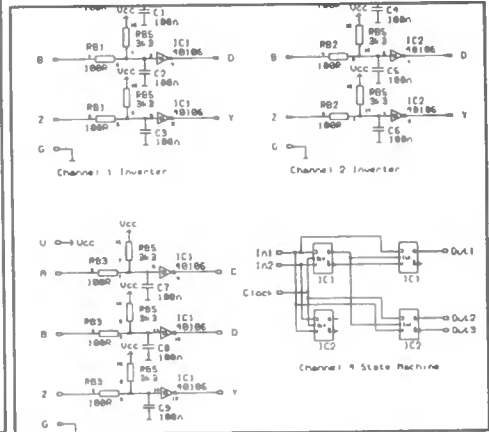 Vcc
C1
100n
RB5
3k3
IC1
40106
RB1
B
D
100R
C2
100n
RB5
3k3
IC1
40106
RB1
Z
Y
100R
C3
100n
G
Channel 1 Inverter
Vcc
C4
100n
RB5
3k3
IC2
40106
RB2
B
D
100R
C5
100n
RB5
3k3
IC2
40106
RB2
Z
Y
100R
C6
100n
G
Channel 2 Inverter
V
Vcc
Vcc
RB5
3k3
IC1
40106
RB3
A
C
100R
C7
100n
RB5
3k3
IC1
40106
RB3
B
D
100R
Vcc
C8
100n
RB5
3k3
IC1
40106
RB3
Z
Y
100R
C9
100n
G
In1
In2
Clock
IC1
IC1
IC2
IC2
Out1
Out2
Out3
Channel 4 State Machine